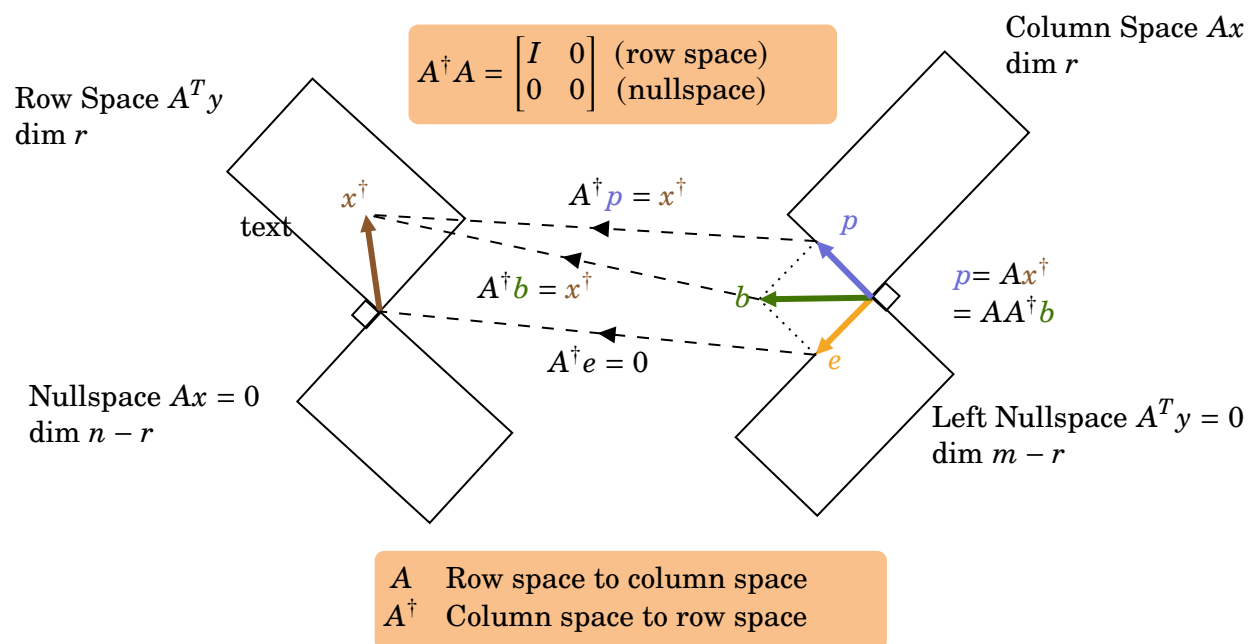 Column Space Ax
dim r
A†A = [I 0; 0 0] (row space) (nullspace)
Row Space Aᵀy
dim r
x†
text
A†p = x†
p
A†b = x†
b
p = Ax†
= AA†b
A†e = 0
e
Nullspace Ax = 0
dim n − r
Left Nullspace Aᵀy = 0
dim m − r
A Row space to column space
A† Column space to row space